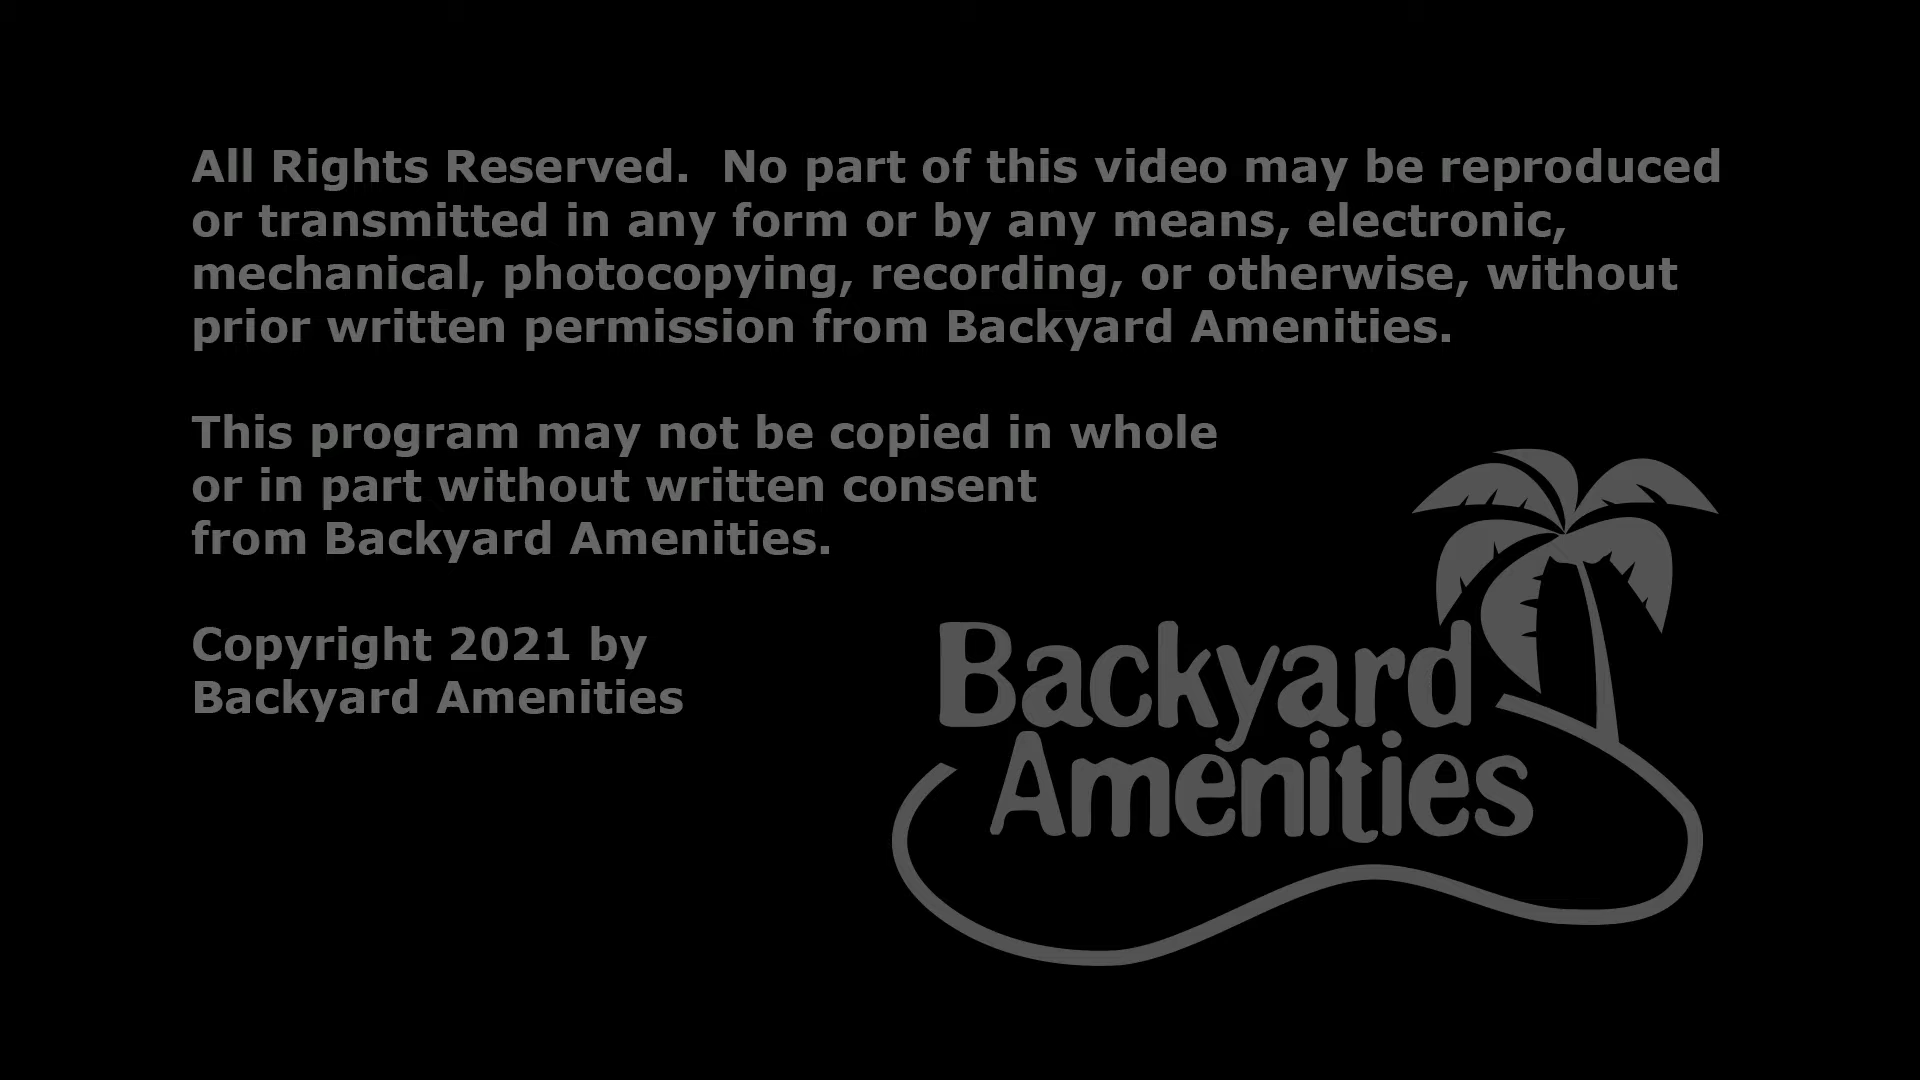 All Rights Reserved.  No part of this video may be reproduced
or transmitted in any form or by any means, electronic,
mechanical, photocopying, recording, or otherwise, without
prior written permission from Backyard Amenities.
This program may not be copied in whole
or in part without written consent
from Backyard Amenities.
Copyright 2021 by
Backyard Amenities
Backyard
Amenities